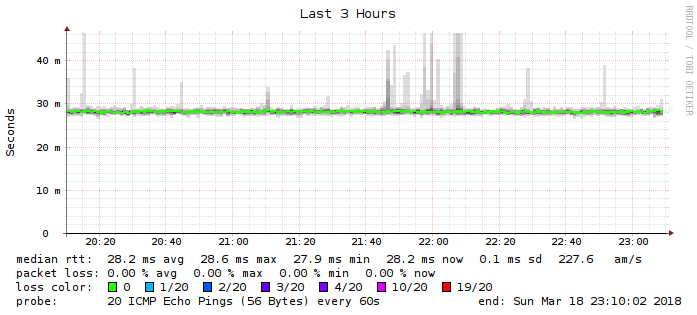 Last 3 Hours
RRDTOOL / TOBI OETIKER
Seconds
40 m
30 m
20 m
10 m
0
20:20 20:40 21:00 21:20 21:40 22:00 22:20 22:40 23:00
median rtt: 28.2 ms avg 28.6 ms max 27.9 ms min 28.2 ms now 0.1 ms sd 227.6 am/s
packet loss: 0.00 % avg 0.00 % max 0.00 % min 0.00 % now
loss color: 0 1/20 2/20 3/20 4/20 10/20 19/20
probe: 20 ICMP Echo Pings (56 Bytes) every 60s end: Sun Mar 18 23:10:02 2018